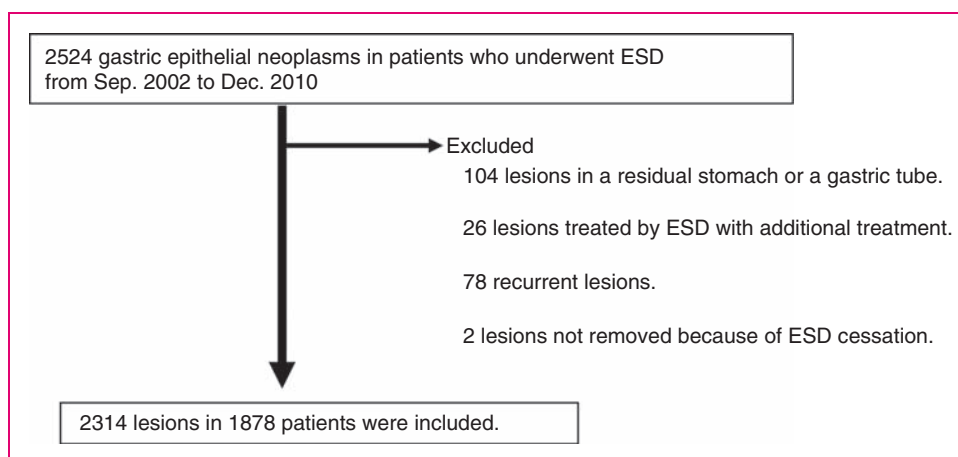 2524 gastric epithelial neoplasms in patients who underwent ESD
from Sep. 2002 to Dec. 2010
Excluded
104 lesions in a residual stomach or a gastric tube.
26 lesions treated by ESD with additional treatment.
78 recurrent lesions.
2 lesions not removed because of ESD cessation.
2314 lesions in 1878 patients were included.